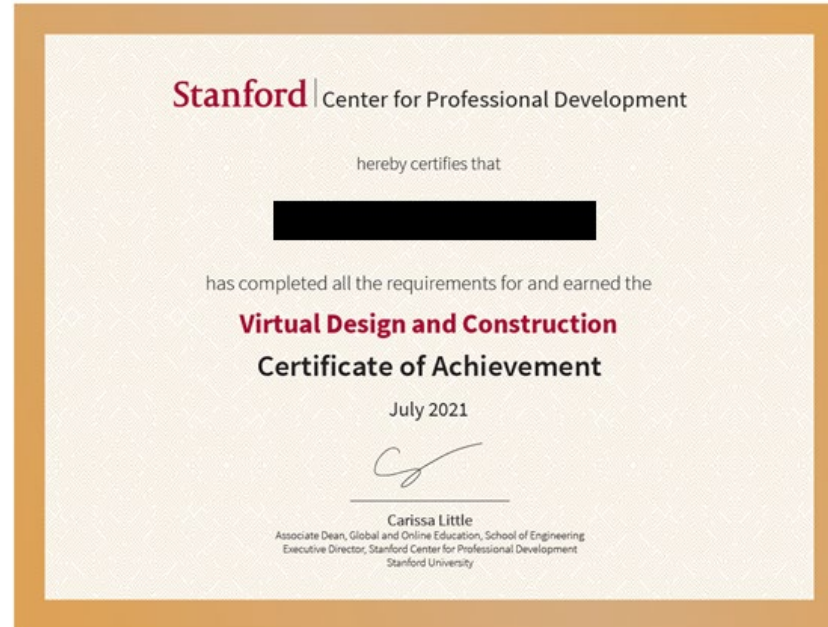 Stanford | Center for Professional Development
hereby certifies that
has completed all the requirements for and earned the
Virtual Design and Construction
Certificate of Achievement
July 2021
Carissa Little
Associate Dean, Global and Online Education, School of Engineering
Executive Director, Stanford Center for Professional Development
Stanford University